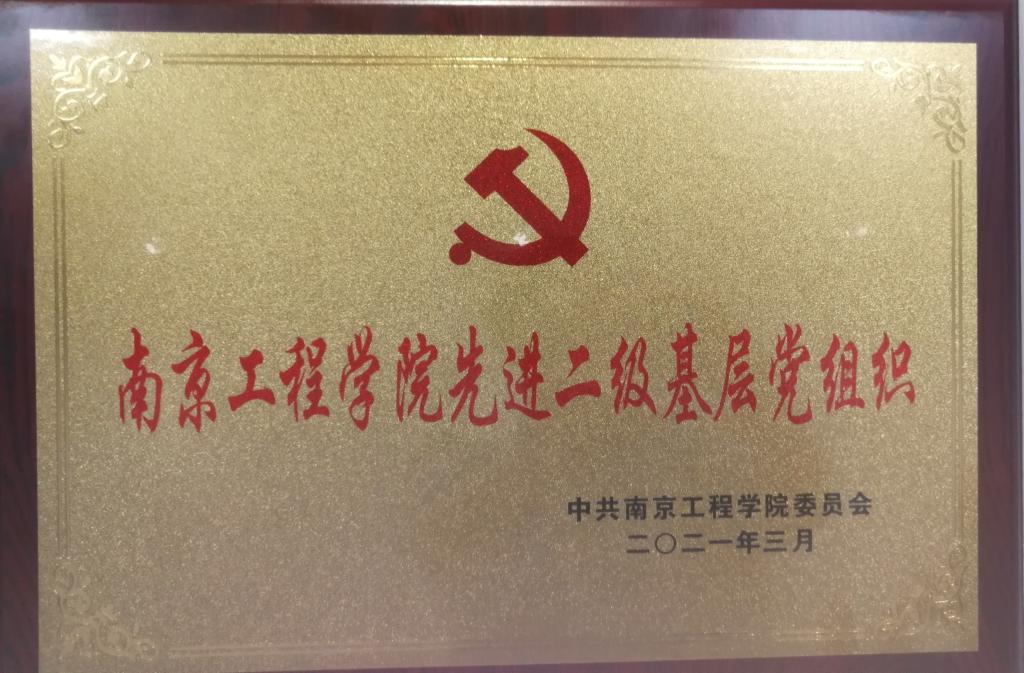 南京工程学院先进二级基层党组织
中共南京工程学院委员会
二〇二一年三月